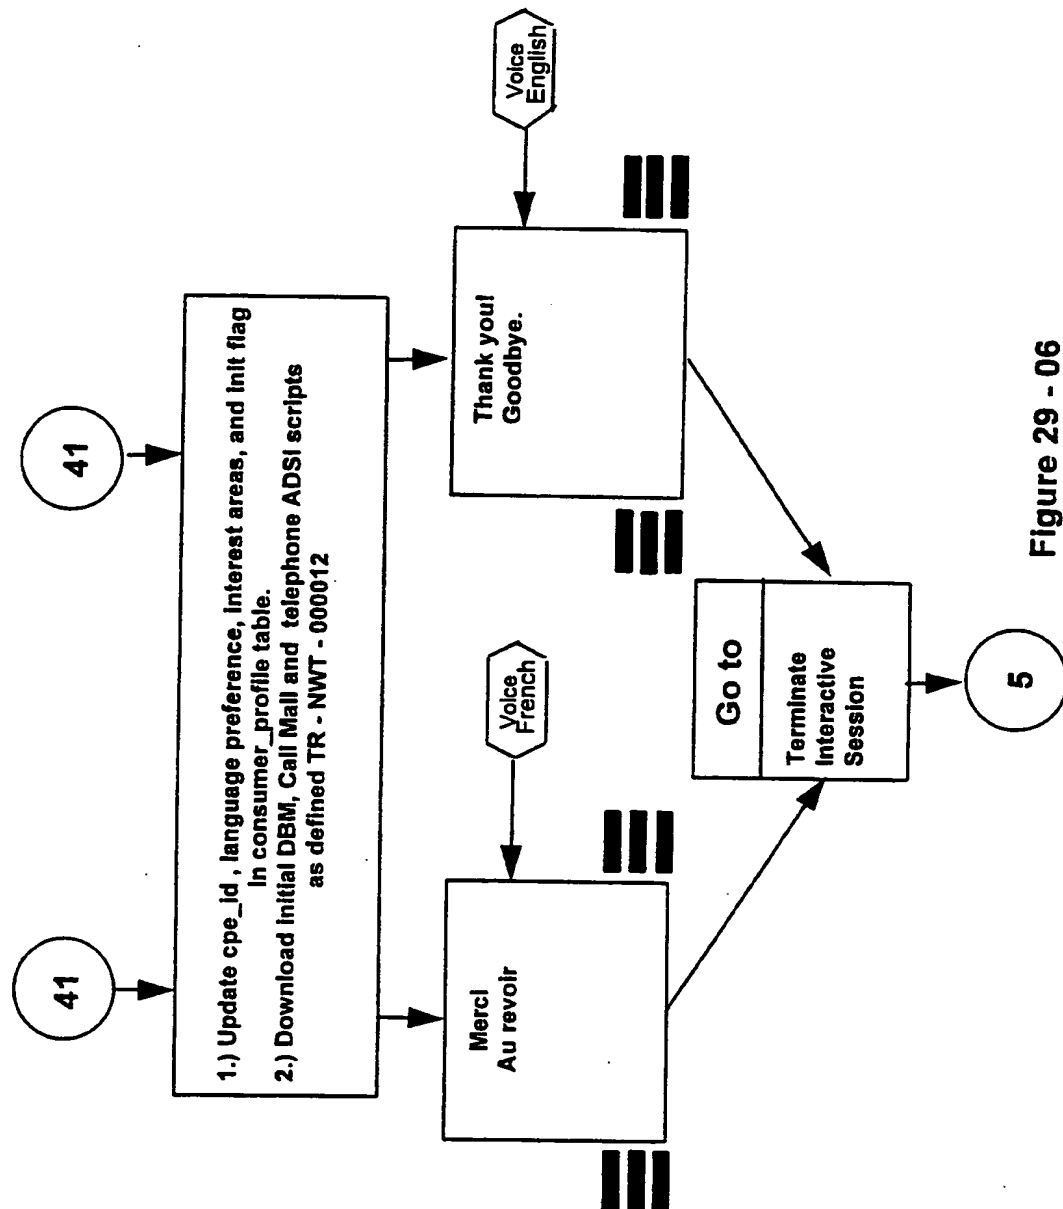 41
41
1.) Update cpe_id , language preference, interest areas, and init flag
in consumer_profile table.
2.) Download initial DBM, Call Mall and telephone ADSI scripts
as defined TR - NWT - 000012
Merci
Au revoir
Voice
French
Thank you!
Goodbye.
Voice
English
Go to
Terminate
Interactive
Session
5
Figure 29 - 06